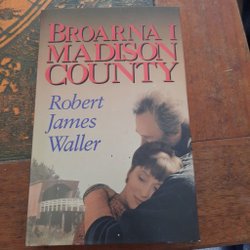 BROARNA I
MADISON
COUNTY
Robert
James
Waller